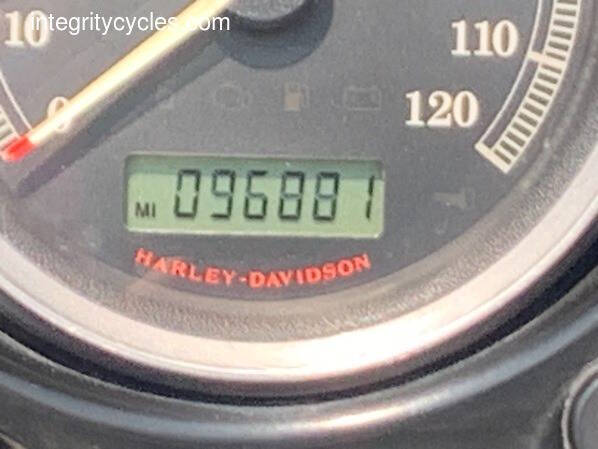 integritycycles.com
10
110
0
120
MI 096881
HARLEY-DAVIDSON